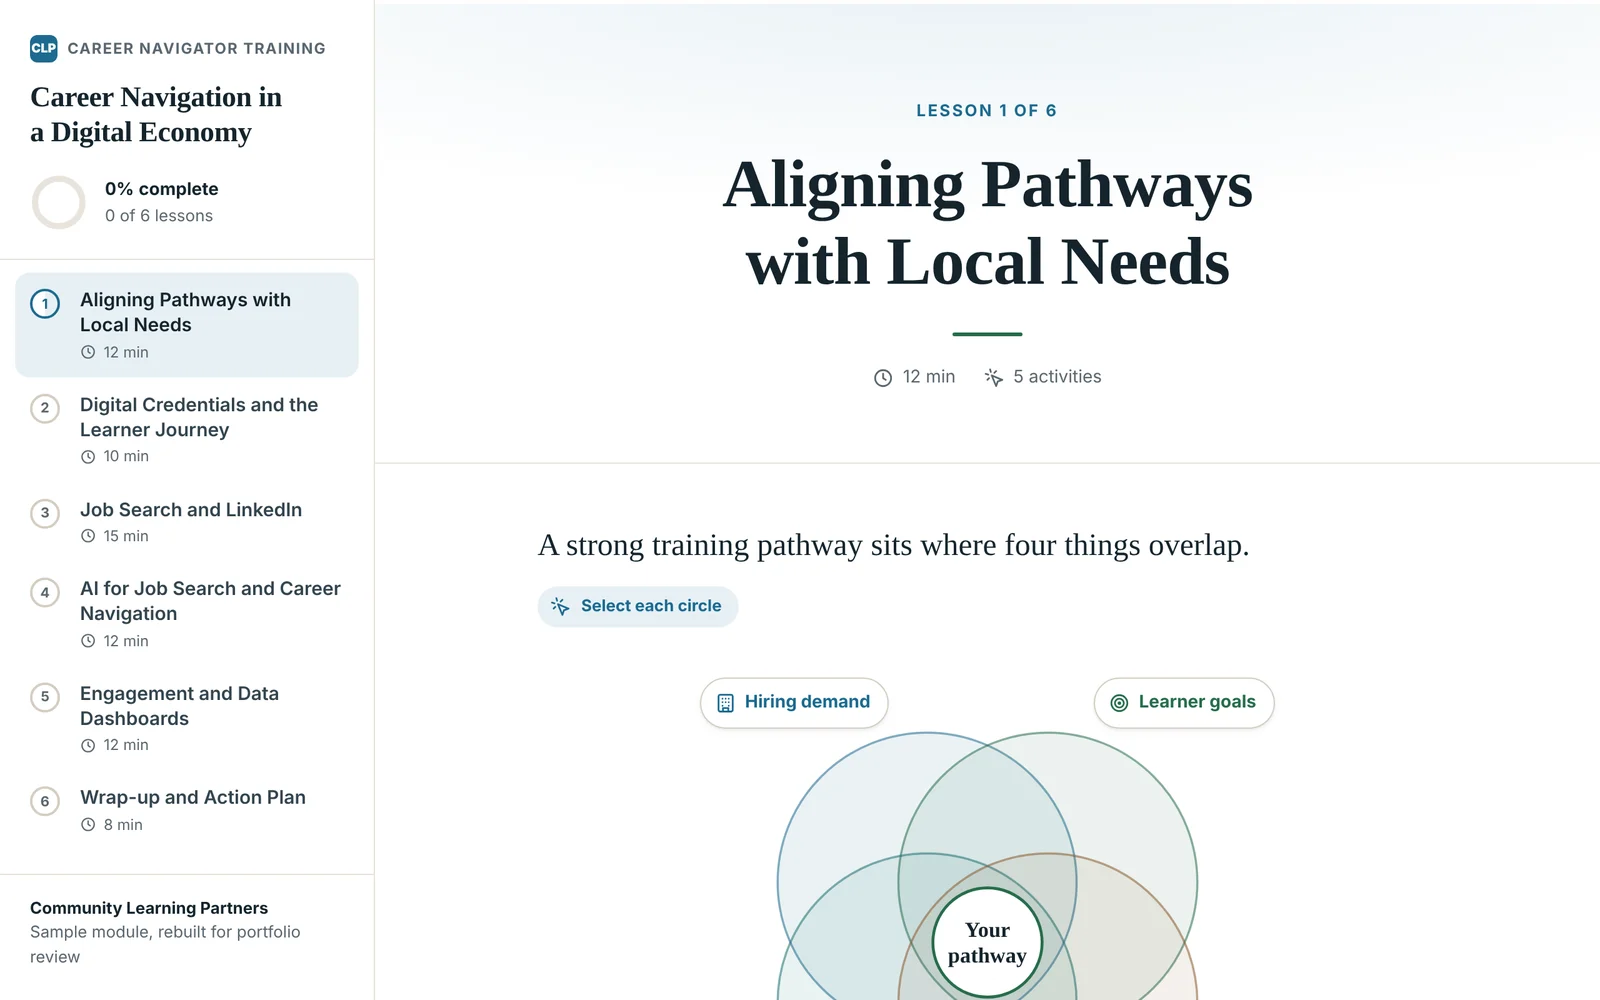 CLP CAREER NAVIGATOR TRAINING
Career Navigation in
a Digital Economy
0% complete
0 of 6 lessons
1 Aligning Pathways with
Local Needs
12 min
2 Digital Credentials and the
Learner Journey
10 min
3 Job Search and LinkedIn
15 min
4 AI for Job Search and Career
Navigation
12 min
5 Engagement and Data
Dashboards
12 min
6 Wrap-up and Action Plan
8 min
Community Learning Partners
Sample module, rebuilt for portfolio
review
LESSON 1 OF 6
Aligning Pathways
with Local Needs
12 min 5 activities
A strong training pathway sits where four things overlap.
Select each circle
Hiring demand Learner goals
Your
pathway